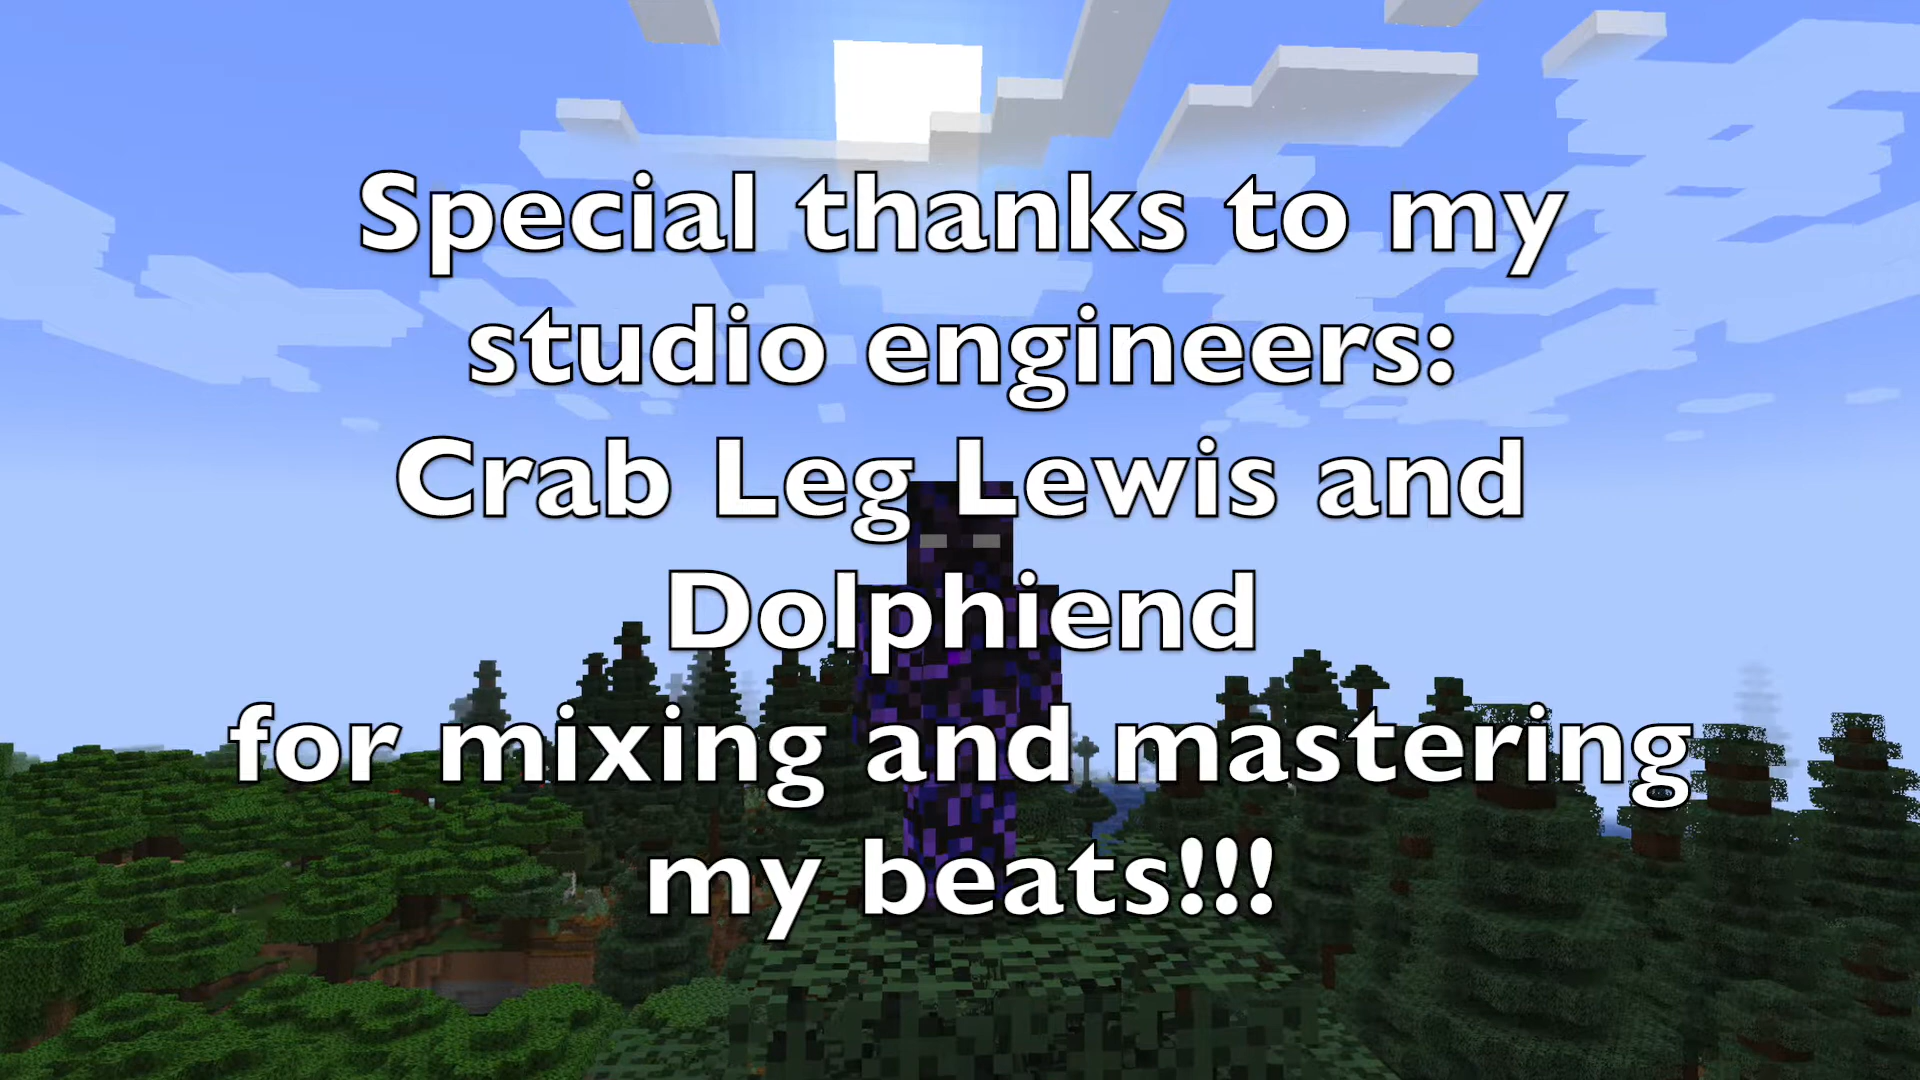 Special thanks to my
studio engineers:
Crab Leg Lewis and
Dolphiend
for mixing and mastering
my beats!!!